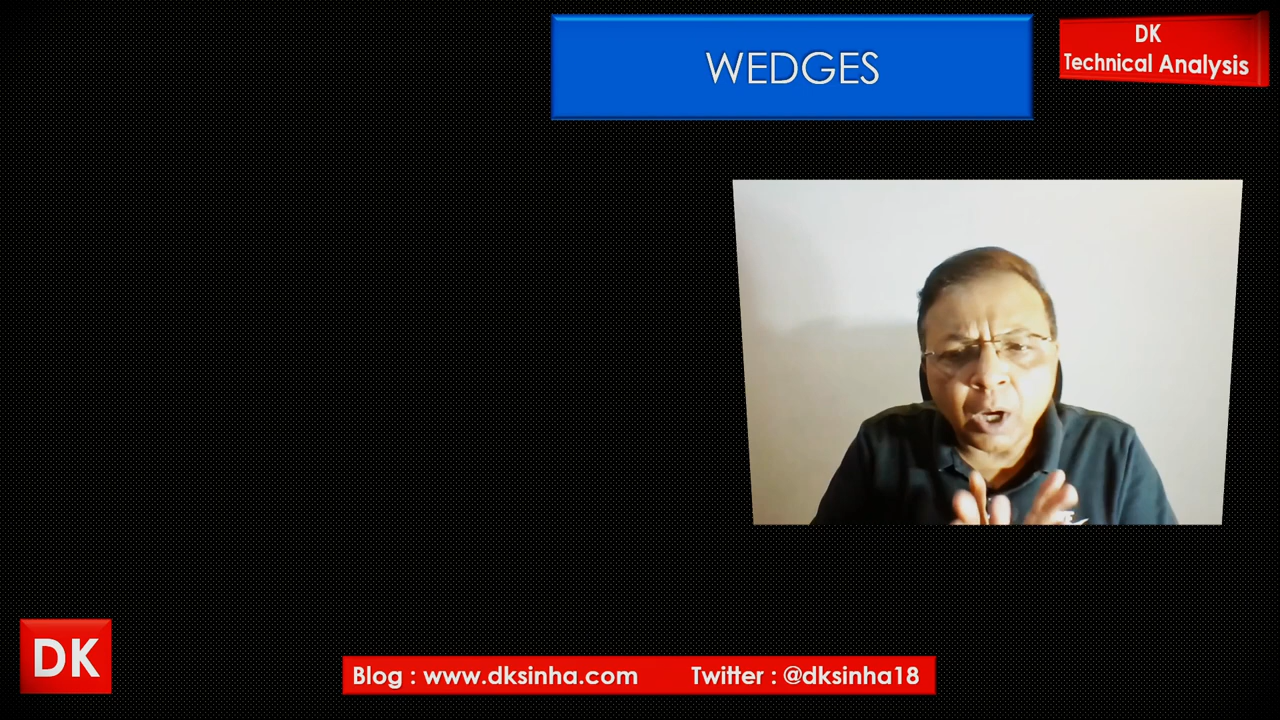 WEDGES
DK
Technical Analysis
DK
Blog : www.dksinha.com Twitter : @dksinha18